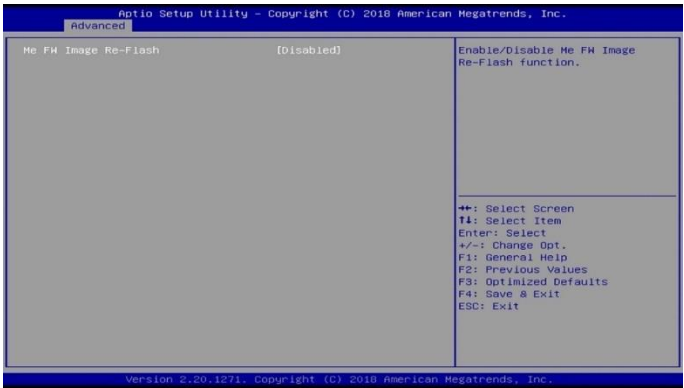 Aptio Setup Utility – Copyright (C) 2018 American Megatrends, Inc.
Advanced
Me FW Image Re-Flash [Disabled]
Enable/Disable Me FW Image
Re-Flash function.
→←: Select Screen
↑↓: Select Item
Enter: Select
+/-: Change Opt.
F1: General Help
F2: Previous Values
F3: Optimized Defaults
F4: Save & Exit
ESC: Exit
Version 2.20.1271. Copyright (C) 2018 American Megatrends, Inc.